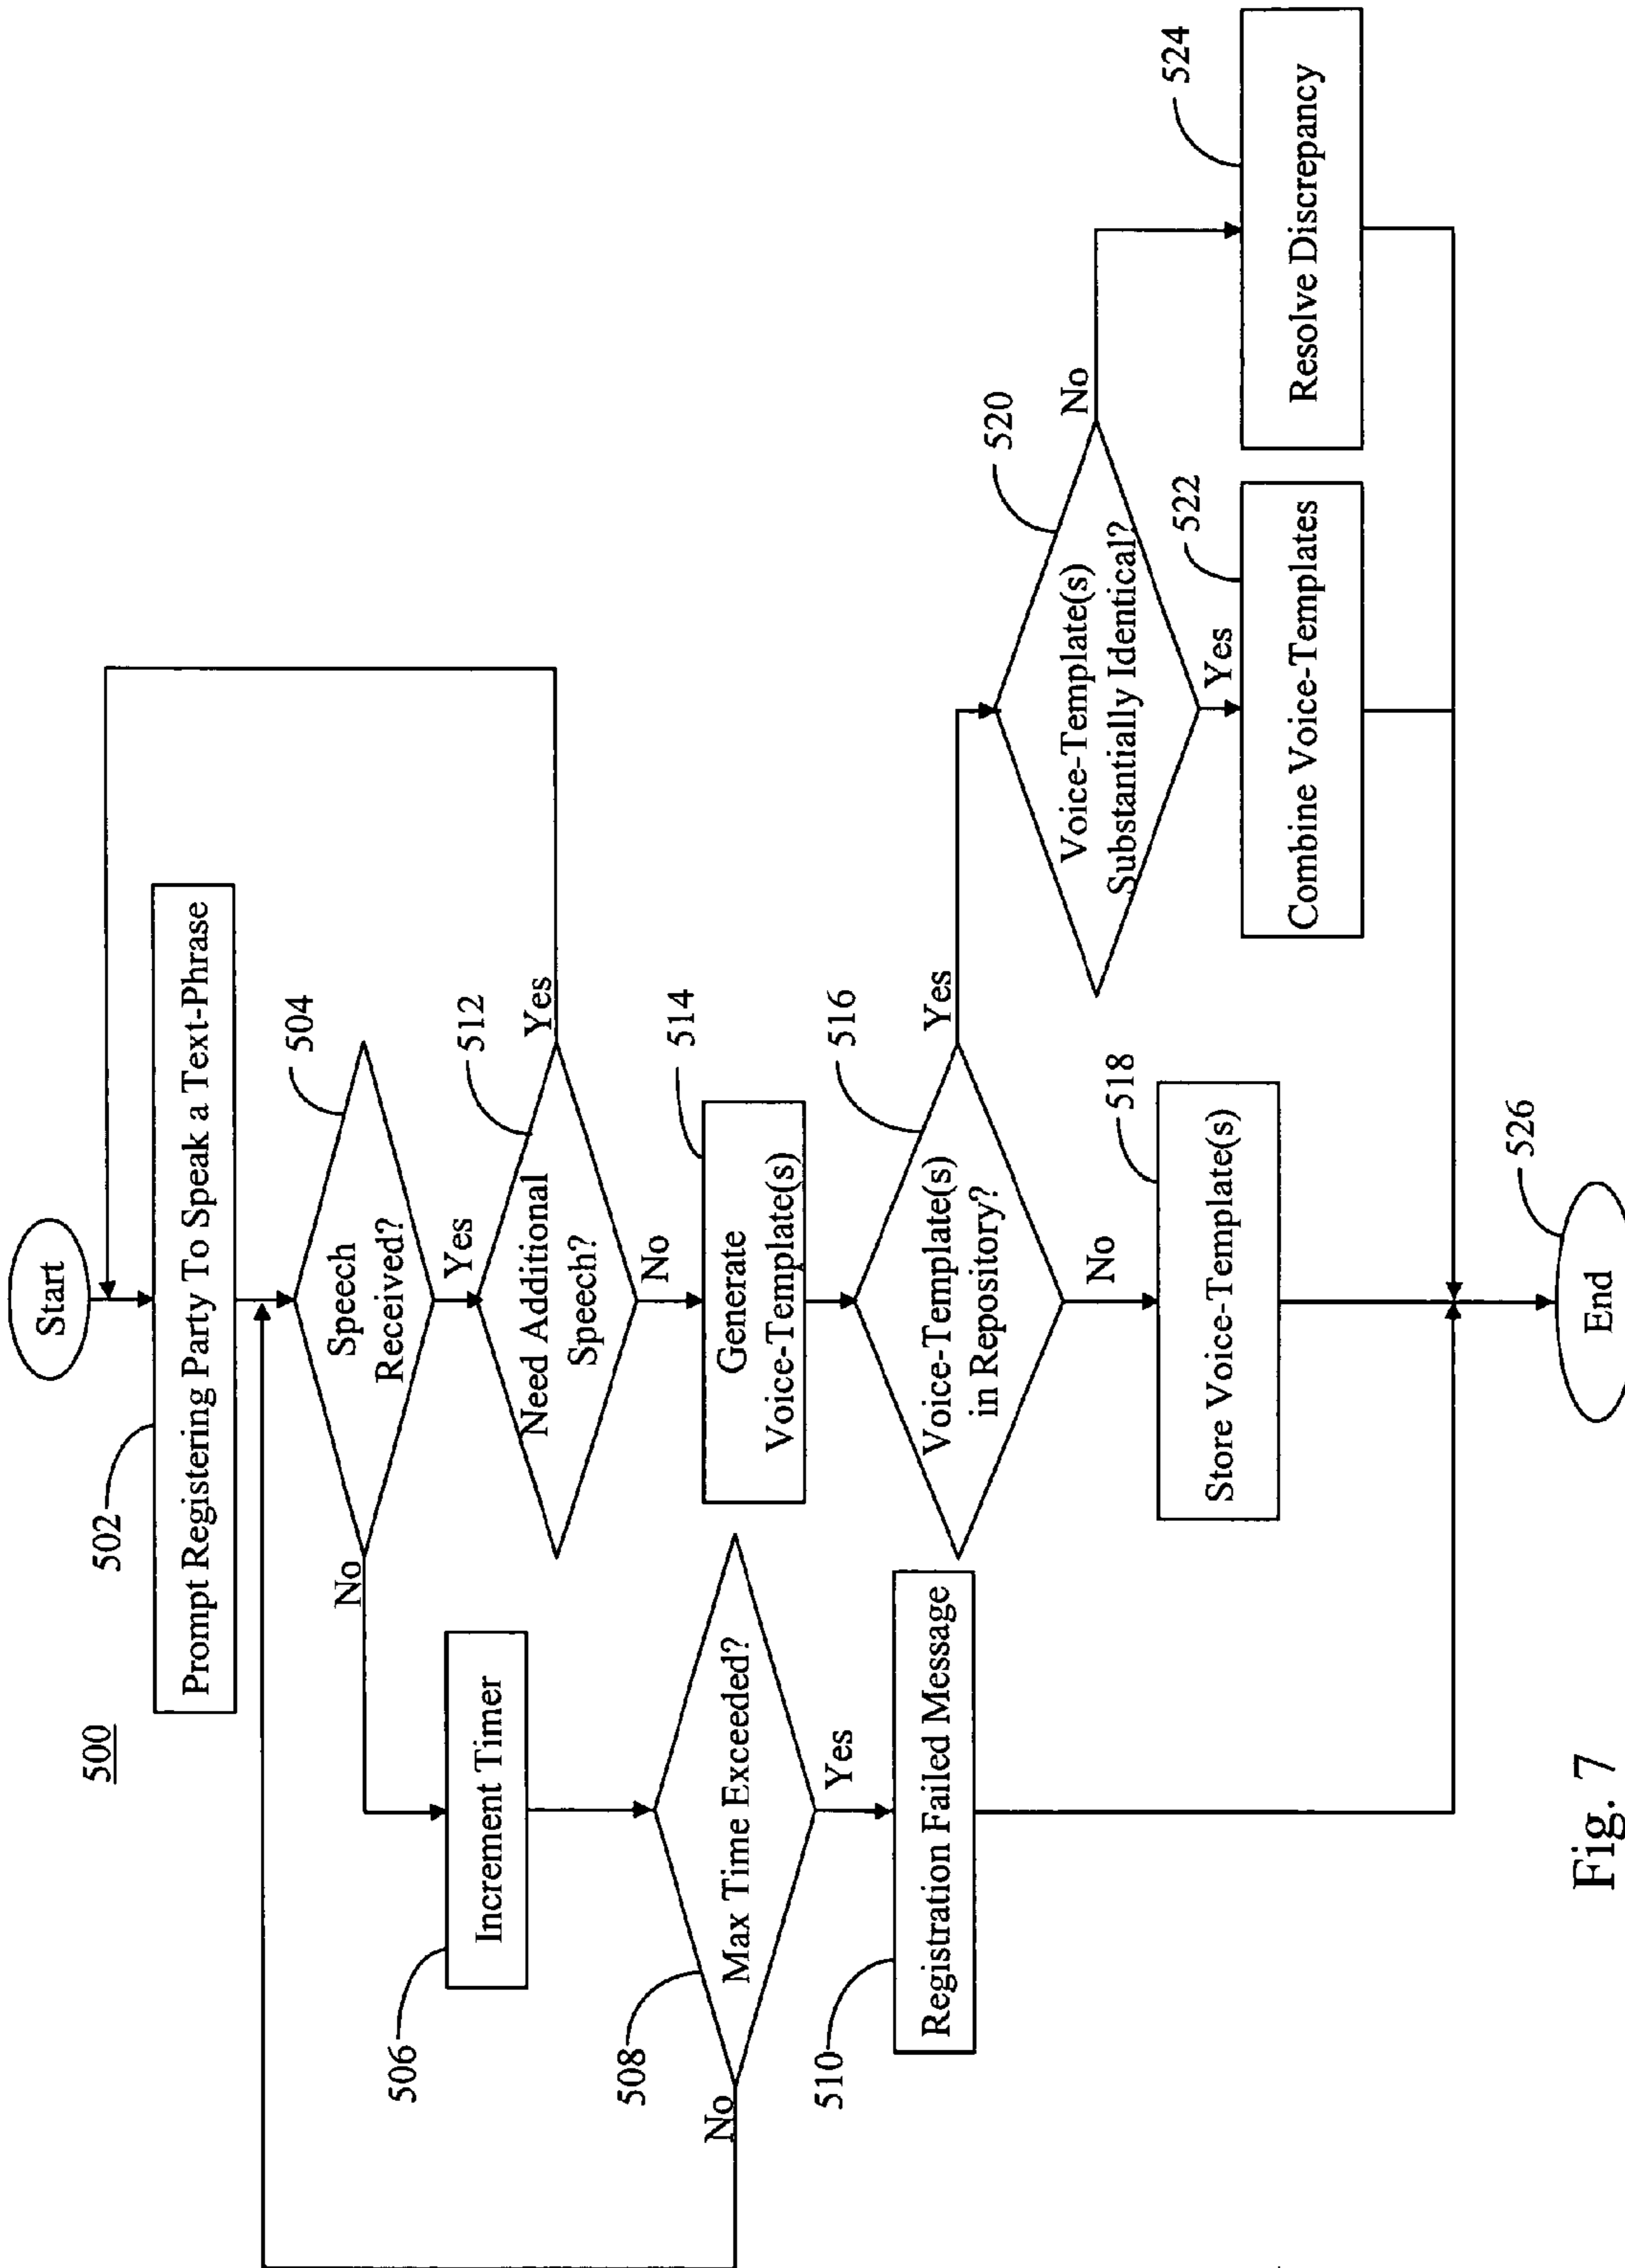 500
Start
502
Prompt Registering Party To Speak a Text-Phrase
504
Speech
Received?
No
Yes
506
Increment Timer
512
Need Additional
Speech?
Yes
No
508
Max Time Exceeded?
No
Yes
514
Generate
Voice-Template(s)
510
Registration Failed Message
516
Voice-Template(s)
in Repository?
Yes
No
518
Store Voice-Template(s)
520
Voice-Template(s)
Substantially Identical?
No
Yes
522
Combine Voice-Templates
524
Resolve Discrepancy
526
End
Fig. 7